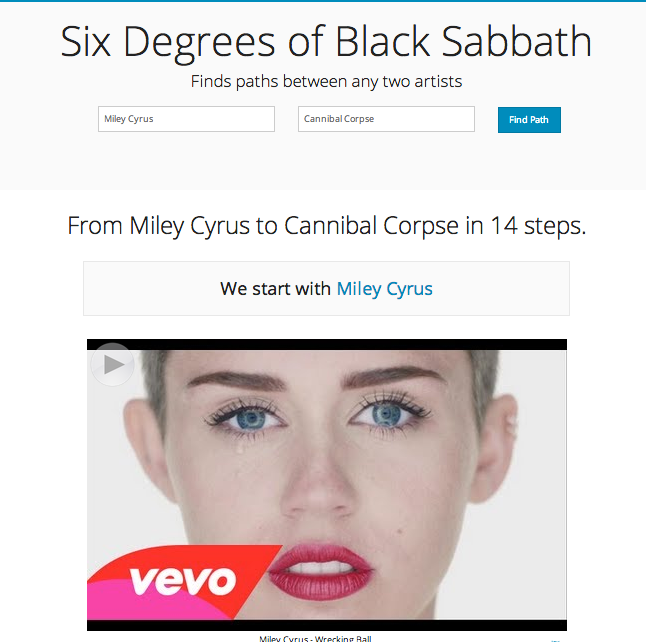 Six Degrees of Black Sabbath
Finds paths between any two artists
Miley Cyrus
Cannibal Corpse
Find Path
From Miley Cyrus to Cannibal Corpse in 14 steps.
We start with Miley Cyrus
vevo
Miley Cyrus - Wrecking Ball